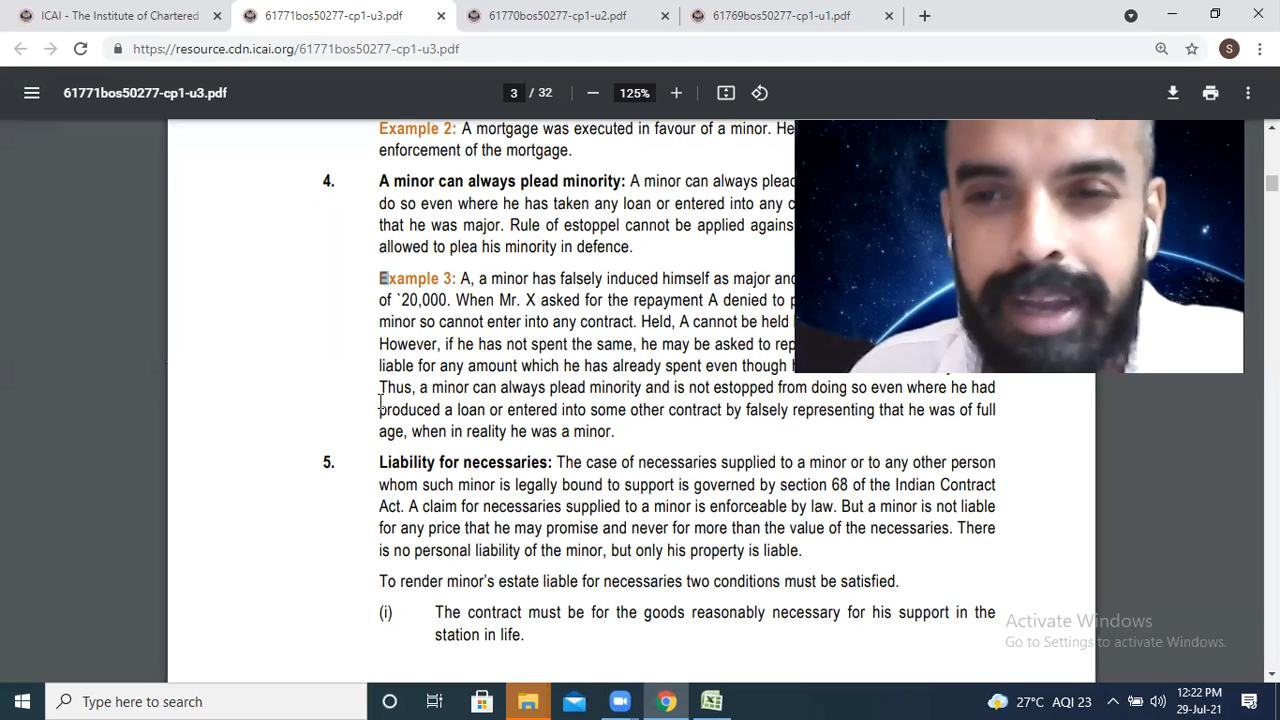 ICAI - The Institute of Chartered
61771bos50277-cp1-u3.pdf
61770bos50277-cp1-u2.pdf
61769bos50277-cp1-u1.pdf
https://resource.cdn.icai.org/61771bos50277-cp1-u3.pdf
S
61771bos50277-cp1-u3.pdf
3 / 32
125%
Example 2: A mortgage was executed in favour of a minor. He
enforcement of the mortgage.
4. A minor can always plead minority: A minor can always plead
do so even where he has taken any loan or entered into any c
that he was major. Rule of estoppel cannot be applied agains
allowed to plea his minority in defence.
Example 3: A, a minor has falsely induced himself as major and
of `20,000. When Mr. X asked for the repayment A denied to p
minor so cannot enter into any contract. Held, A cannot be held
However, if he has not spent the same, he may be asked to rep
liable for any amount which he has already spent even though
Thus, a minor can always plead minority and is not estopped from doing so even where he had
produced a loan or entered into some other contract by falsely representing that he was of full
age, when in reality he was a minor.
5. Liability for necessaries: The case of necessaries supplied to a minor or to any other person
whom such minor is legally bound to support is governed by section 68 of the Indian Contract
Act. A claim for necessaries supplied to a minor is enforceable by law. But a minor is not liable
for any price that he may promise and never for more than the value of the necessaries. There
is no personal liability of the minor, but only his property is liable.
To render minor's estate liable for necessaries two conditions must be satisfied.
(i) The contract must be for the goods reasonably necessary for his support in the
station in life.
Activate Windows
Go to Settings to activate Windows.
Type here to search
27°C AQI 23
12:22 PM
29-Jul-21